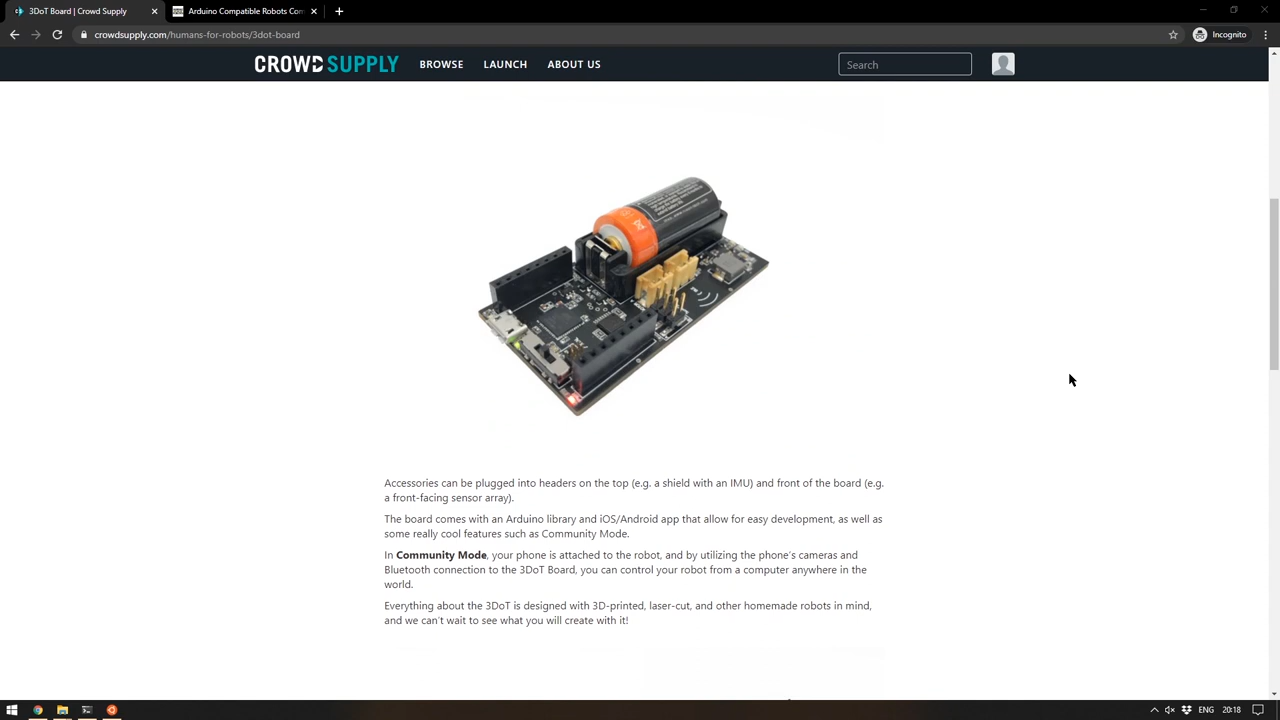 3DoT Board | Crowd Supply
Arduino Compatible Robots Com
crowdsupply.com/humans-for-robots/3dot-board
Incognito
CROWD SUPPLY
BROWSE
LAUNCH
ABOUT US
Search
Accessories can be plugged into headers on the top (e.g. a shield with an IMU) and front of the board (e.g.
a front-facing sensor array).
The board comes with an Arduino library and iOS/Android app that allow for easy development, as well as
some really cool features such as Community Mode.
In Community Mode, your phone is attached to the robot, and by utilizing the phone's cameras and
Bluetooth connection to the 3DoT Board, you can control your robot from a computer anywhere in the
world.
Everything about the 3DoT is designed with 3D-printed, laser-cut, and other homemade robots in mind,
and we can't wait to see what you will create with it!
ENG
20:18